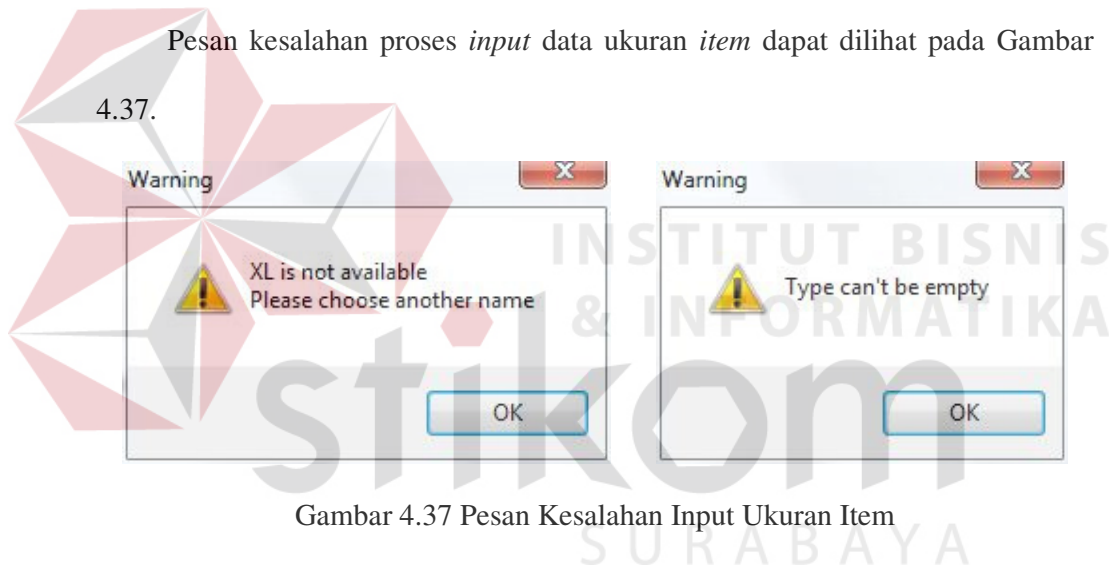 Pesan kesalahan proses input data ukuran item dapat dilihat pada Gambar
4.37.
Warning
XL is not available
Please choose another name
OK
Warning
Type can't be empty
OK
INSTITUT BISNIS
& INFORMATIKA
stikom
SURABAYA
Gambar 4.37 Pesan Kesalahan Input Ukuran Item